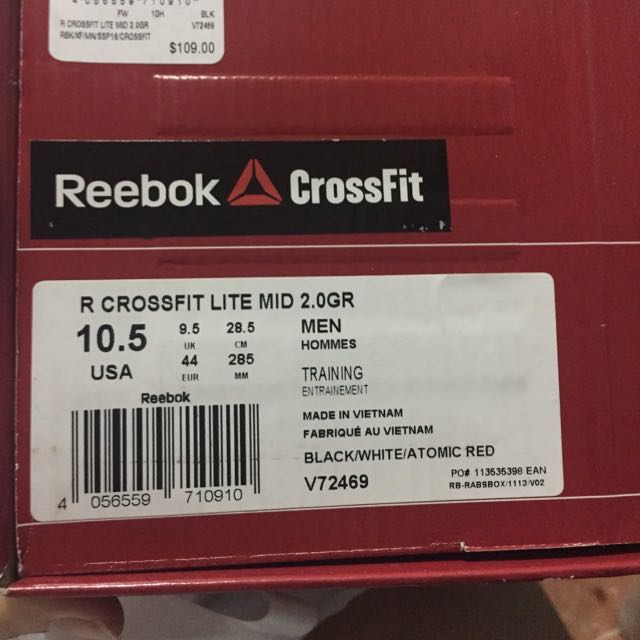 4 056559 710910
FW 10H BLK
R CROSSFIT LITE MID 2.0GR V72469
RBK/XF/MN/SSP16/CROSSFIT
$109.00
Reebok CrossFit
R CROSSFIT LITE MID 2.0GR
10.5 9.5 28.5 MEN
UK CM HOMMES
USA 44 285 TRAINING
EUR MM ENTRAINEMENT
Reebok
MADE IN VIETNAM
FABRIQUÉ AU VIETNAM
BLACK/WHITE/ATOMIC RED
V72469
PO# 113535398 EAN
RB-RABSBOX/1113/V02
4 056559 710910